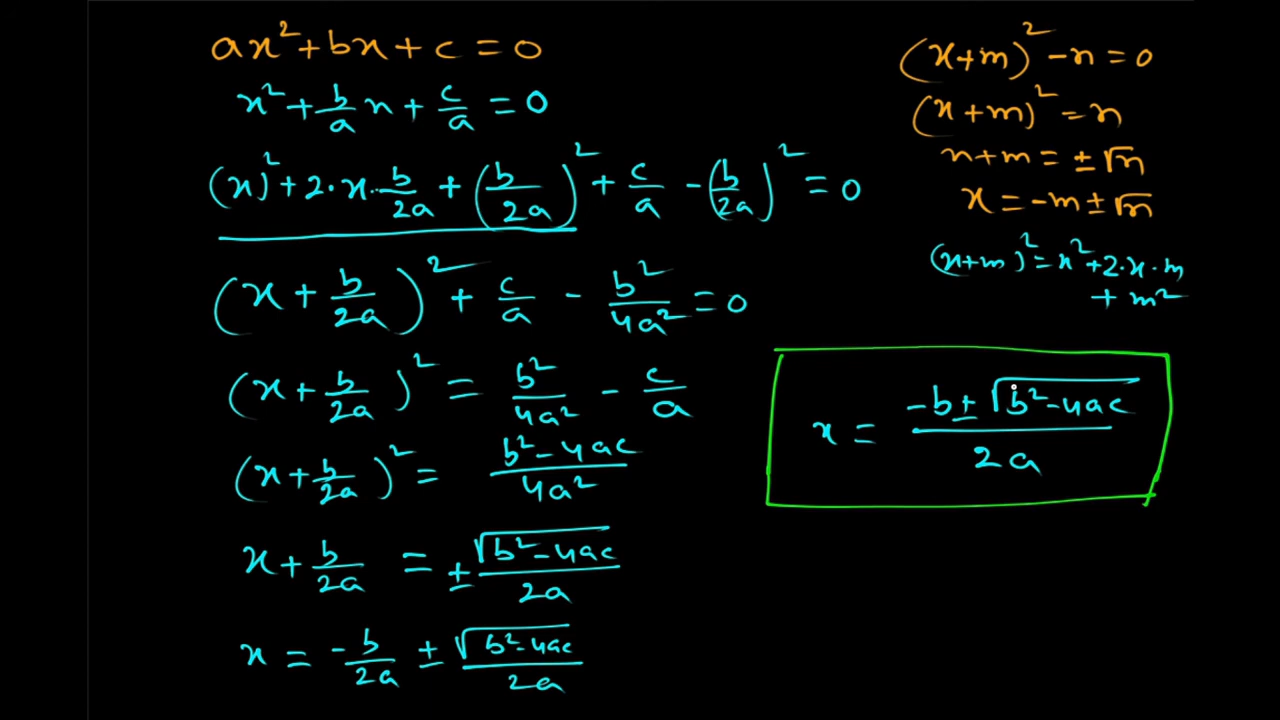 ax² + bx + c = 0
x² + b/a x + c/a = 0
(x)² + 2·x·b/2a + (b/2a)² + c/a - (b/2a)² = 0
(x + b/2a)² + c/a - b²/4a² = 0
(x + b/2a)² = b²/4a² - c/a
(x + b/2a)² = b² - 4ac/4a²
x + b/2a = ± √b² - 4ac/2a
x = - b/2a ± √b² - 4ac/2a
(x+m)² - n = 0
(x+m)² = n
x+m = ± √n
x = -m ± √n
(x+m)² = x² + 2·x·m
+ m²
x = -b ± √b² - 4ac/2a